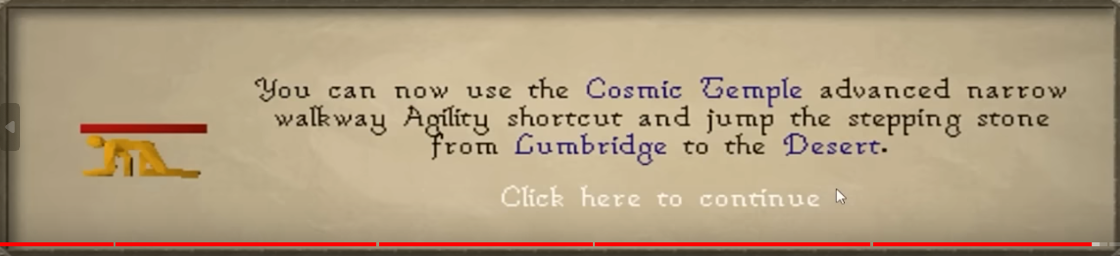 You can now use the Cosmic Temple advanced narrow
walkway Agility shortcut and jump the stepping stone
from Lumbridge to the Desert.
Click here to continue